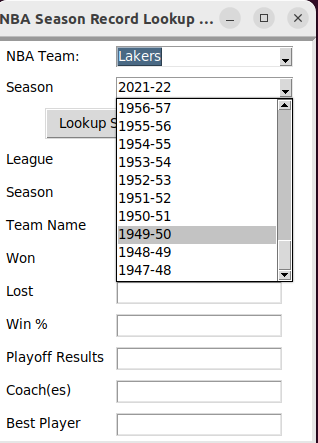 NBA Season Record Lookup ...
NBA Team: Lakers
Season 2021-22
1956-57
Lookup S
1955-56
1954-55
League 1953-54
1952-53
Season 1951-52
1950-51
Team Name 1949-50
Won 1948-49
1947-48
Lost
Win %
Playoff Results
Coach(es)
Best Player